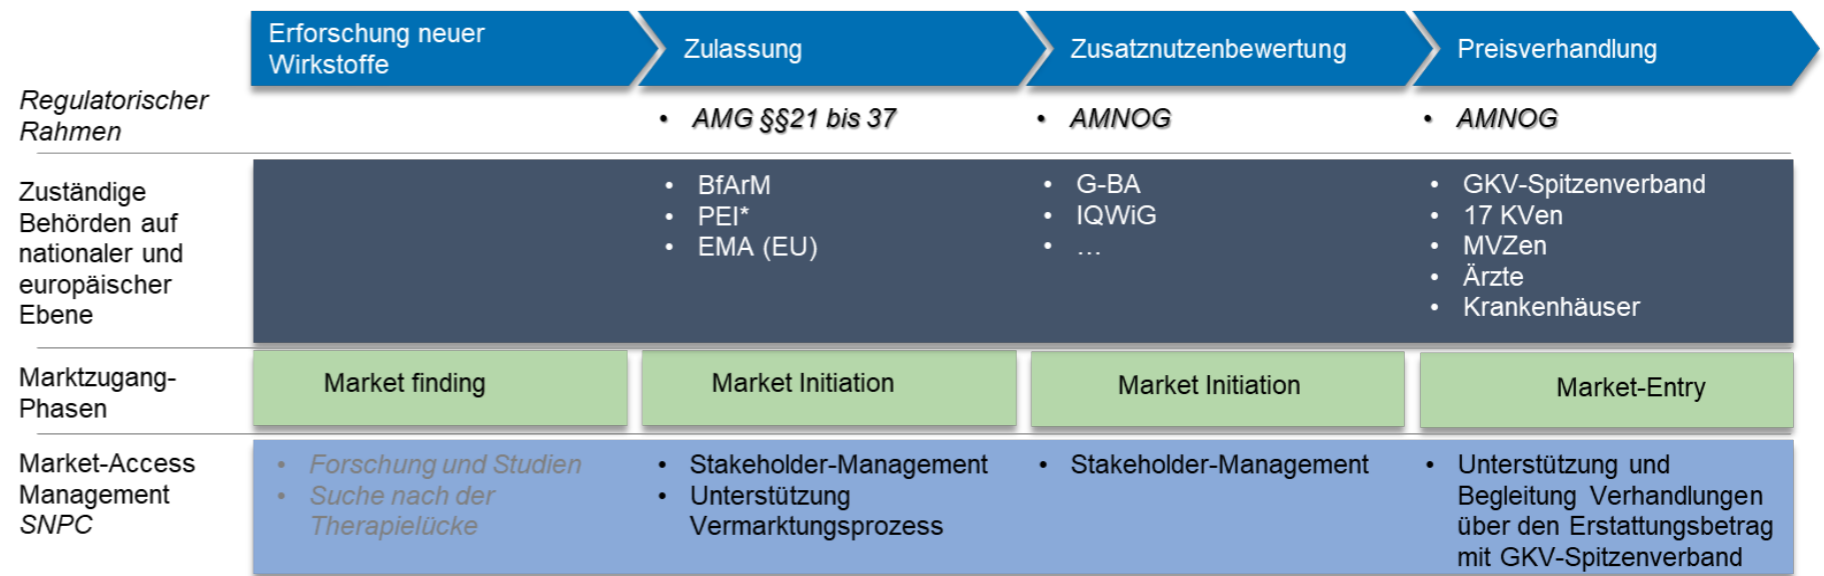 Erforschung neuer
Wirkstoffe
Zulassung
Zusatznutzenbewertung
Preisverhandlung
Regulatorischer
Rahmen
• AMG §§21 bis 37
• AMNOG
• AMNOG
Zuständige
Behörden auf
nationaler und
europäischer
Ebene
• BfArM
• PEI*
• EMA (EU)
• G-BA
• IQWiG
• …
• GKV-Spitzenverband
• 17 KVen
• MVZen
• Ärzte
• Krankenhäuser
Marktzugang-
Phasen
Market finding
Market Initiation
Market Initiation
Market-Entry
Market-Access
Management
SNPC
• Forschung und Studien
• Suche nach der
Therapielücke
• Stakeholder-Management
• Unterstützung
Vermarktungsprozess
• Stakeholder-Management
• Unterstützung und
Begleitung Verhandlungen
über den Erstattungsbetrag
mit GKV-Spitzenverband